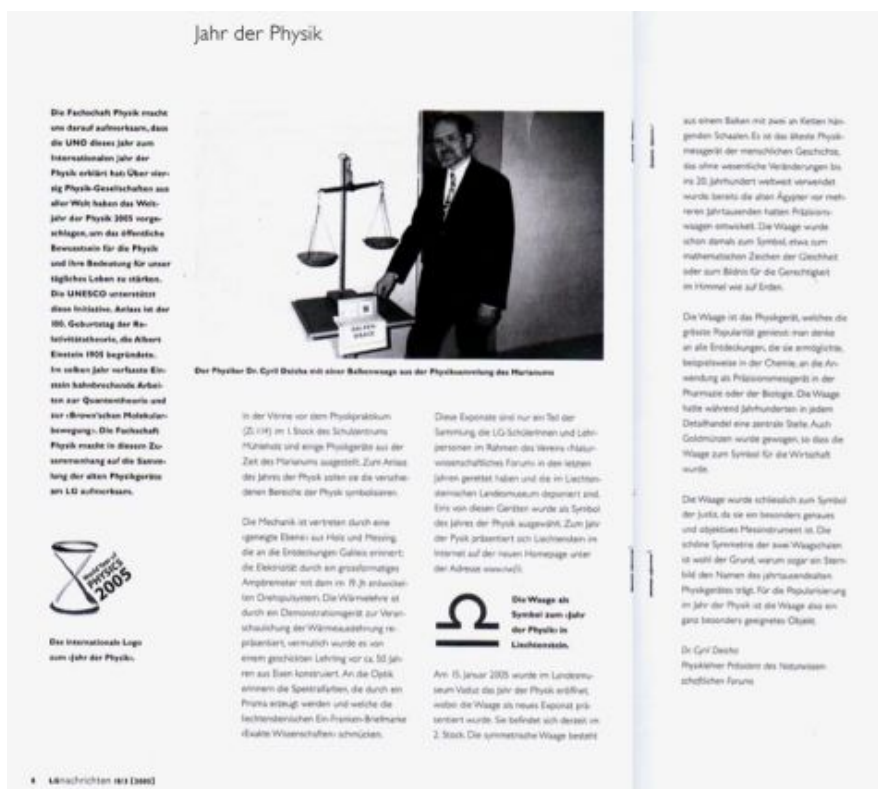 Jahr der Physik
Die Fachschaft Physik macht
uns darauf aufmerksam, dass
die UNO dieses Jahr zum
Internationalen Jahr der
Physik erklärt hat: Über vier-
zig Physik-Gesellschaften aus
aller Welt haben das Welt-
jahr der Physik 2005 vorge-
schlagen, um das öffentliche
Bewusstsein für die Physik
und ihre Bedeutung für unser
tägliches Leben zu stärken.
Die UNESCO unterstützt
diese Initiative. Anlass ist der
100. Geburtstag der Re-
lativitätstheorie, die Albert
Einstein 1905 begründete.
Im selben Jahr verfasste Ein-
stein bahnbrechende Arbei-
ten zur Quantentheorie und
zur ‹Brown'schen Molekular-
bewegung›. Die Fachschaft
Physik macht in diesem Zu-
sammenhang auf die Samm-
lung der alten Physikgeräte
am LG aufmerksam.
World Year of
PHYSICS
2005
Das internationale Logo
zum ‹Jahr der Physik›.
BALKEN
WAAGE
Der Physiker Dr. Cyril Deicha mit einer Balkenwaage aus der Physiksammlung des Marianums
In der Vitrine vor dem Physikpraktikum
(Zi. 114) im 1. Stock des Schulzentrums
Mühleholz sind einige Physikgeräte aus der
Zeit des Marianums ausgestellt. Zum Anlass
des Jahres der Physik sollen sie die verschie-
denen Bereiche der Physik symbolisieren.
Die Mechanik ist vertreten durch eine
‹geneigte Ebene› aus Holz und Messing,
die an die Entdeckungen Galileis erinnert;
die Elektrizität durch ein grossformatiges
Ampèremeter mit dem im 19. Jh entwickel-
ten Drehspulsystem. Die Wärmelehre ist
durch ein Demonstrationsgerät zur Veran-
schaulichung der Wärmeausdehnung re-
präsentiert, vermutlich wurde es von
einem geschickten Lehrling vor ca. 50 Jah-
ren aus Eisen konstruiert. An die Optik
erinnern die Spektralfarben, die durch ein
Prisma erzeugt werden und welche die
liechtensteinischen Ein-Franken-Briefmarke
‹Exakte Wissenschaften› schmücken.
Diese Exponate sind nur ein Teil der
Sammlung, die LG-SchülerInnen und Lehr-
personen im Rahmen des Vereins ‹Natur-
wissenschaftliches Forum› in den letzten
Jahren gerettet haben und die im Liechten-
steinischen Landesmuseum deponiert sind.
Eins von diesen Geräten wurde als Symbol
des Jahres der Physik ausgewählt. Zum Jahr
der Pysik präsentiert sich Liechtenstein im
Internet auf der neuen Homepage unter
der Adresse www.nwf.li.
Die Waage als
Symbol zum ‹Jahr
der Physik› in
Liechtenstein.
Am 15. Januar 2005 wurde im Landesmu-
seum Vaduz das Jahr der Physik eröffnet,
wobei die Waage als neues Exponat prä-
sentiert wurde. Sie befindet sich derzeit im
2. Stock. Die symmetrische Waage besteht
aus einem Balken mit zwei an Ketten hän-
genden Schaalen. Es ist das älteste Physik-
messgerät der menschlichen Geschichte,
das ohne wesentliche Veränderungen bis
ins 20. Jahrhundert weltweit verwendet
wurde; bereits die alten Ägypter vor meh-
reren Jahrtausenden hatten Präzisions-
waagen entwickelt. Die Waage wurde
schon damals zum Symbol, etwa zum
mathematischen Zeichen der Gleichheit
oder zum Bildnis für die Gerechtigkeit
im Himmel wie auf Erden.
Die Waage ist das Physikgerät, welches die
grösste Popularität geniesst: man denke
an alle Entdeckungen, die sie ermöglichte,
beispielsweise in der Chemie, an die An-
wendung als Präzisionsmessgerät in der
Pharmazie oder der Biologie. Die Waage
hatte während Jahrhunderten in jedem
Detailhandel eine zentrale Stelle. Auch
Goldmünzen wurde gewogen, so dass die
Waage zum Symbol für die Wirtschaft
wurde.
Die Waage wurde schliesslich zum Symbol
der Justiz, da sie ein besonders genaues
und objektives Messinstrument ist. Die
schöne Symmetrie der zwei Waagschalen
ist wohl der Grund, warum sogar ein Stern-
bild den Namen des jahrtausendealten
Physikgerätes trägt. Für die Popularisierung
im Jahr der Physik ist die Waage also ein
ganz besonders geeignetes Objekt.
Dr. Cyril Deicha
Physiklehrer Präsident des Naturwissen-
schaftlichen Forums
LGnachrichten 10/2 [2005]